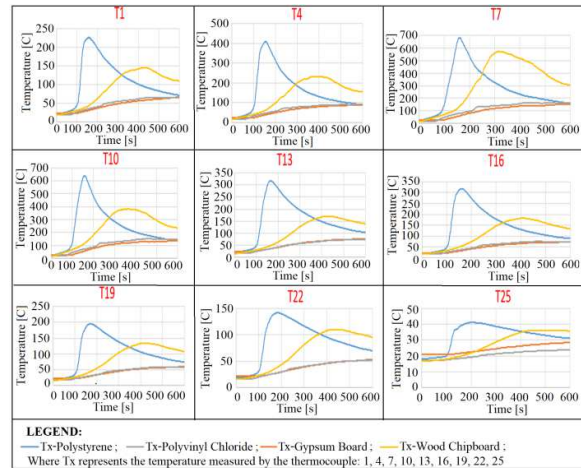 T1
T4
T7
Temperature [C]
250
200
150
100
50
0
0 100 200 300 400 500 600
Time [s]
Temperature [C]
500
400
300
200
100
0
0 100 200 300 400 500 600
Time [s]
Temperature [C]
700
600
500
400
300
200
100
0
0 100 200 300 400 500 600
Time [s]
T10
T13
T16
Temperature [C]
700
600
500
400
300
200
100
0
0 100 200 300 400 500 600
Time [s]
Temperature [C]
350
300
250
200
150
100
50
0
0 100 200 300 400 500 600
Time [s]
Temperature [C]
350
300
250
200
150
100
50
0
0 100 200 300 400 500 600
Time [s]
T19
T22
T25
Temperature [C]
250
200
150
100
50
0
0 100 200 300 400 500 600
Time [s]
Temperature [C]
150
100
50
0
0 100 200 300 400 500 600
Time [s]
Temperature [C]
50
40
30
20
10
0
0 100 200 300 400 500 600
Time [s]
LEGEND:
Tx-Polystyrene ; Tx-Polyvinyl Chloride ; Tx-Gypsum Board ; Tx-Wood Chipboard ;
Where Tx represents the temperature measured by the thermocouple: 1, 4, 7, 10, 13, 16, 19, 22, 25